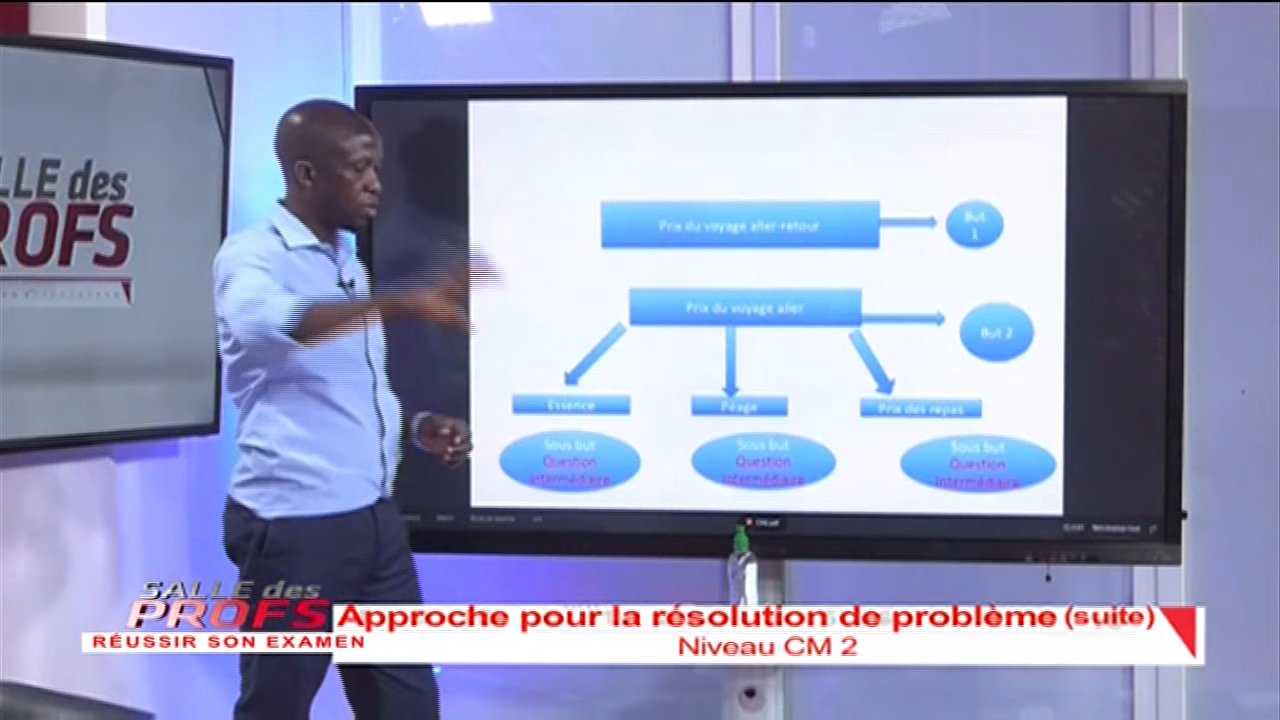 LLE des
ROFS
Prix du voyage aller-retour
But
1
Prix du voyage aller
But 2
Essence
Péage
Prix des repas
Sous but
Question
intermédiaire
Sous but
Question
intermédiaire
Sous but
Question
intermédiaire
SALLE des
PROFS
RÉUSSIR SON EXAMEN
Approche pour la résolution de problème (suite)
Niveau CM 2